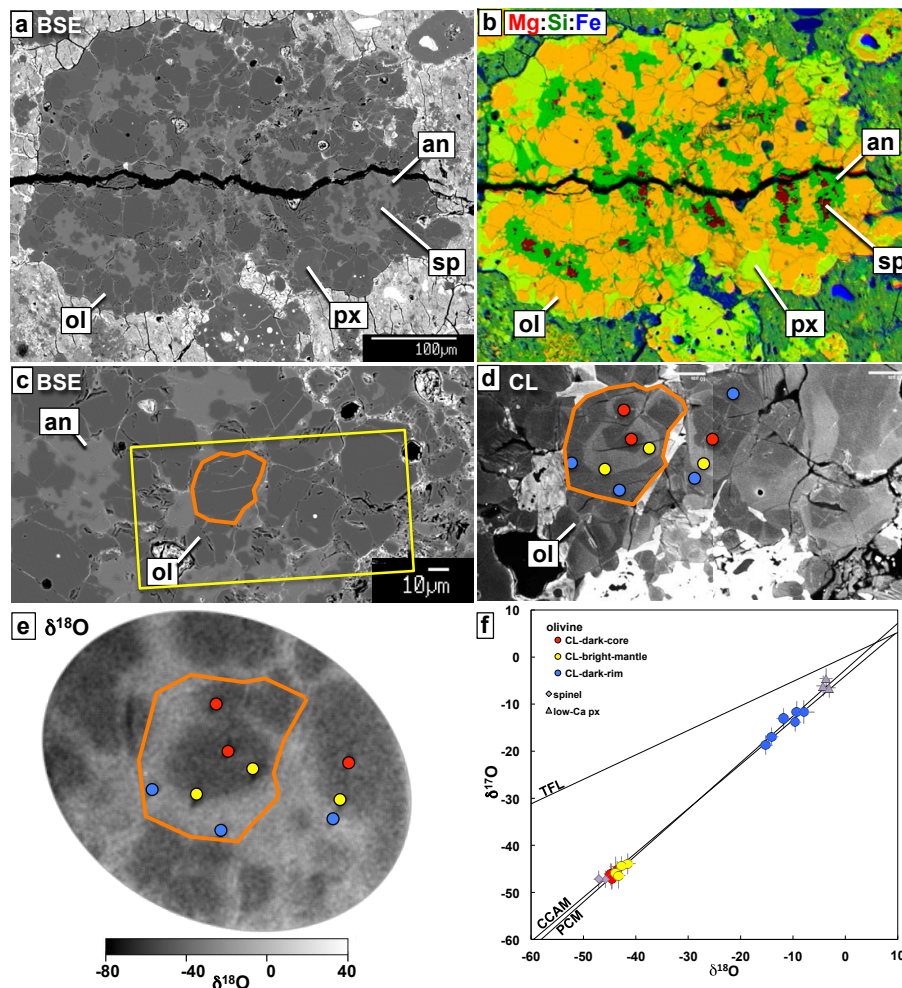 a BSE
an
sp
ol
px
100μm
b Mg:Si:Fe
an
sp
ol
px
c BSE
an
ol
10μm
d CL
ol
e δ18O
-80
-40
0
40
δ18O
f
olivine
CL-dark-core
CL-bright-mantle
CL-dark-rim
spinel
low-Ca px
TFL
CCAM
PCM
δ17O
10
0
-10
-20
-30
-40
-50
-60
-60
-50
-40
-30
-20
-10
0
10
δ18O